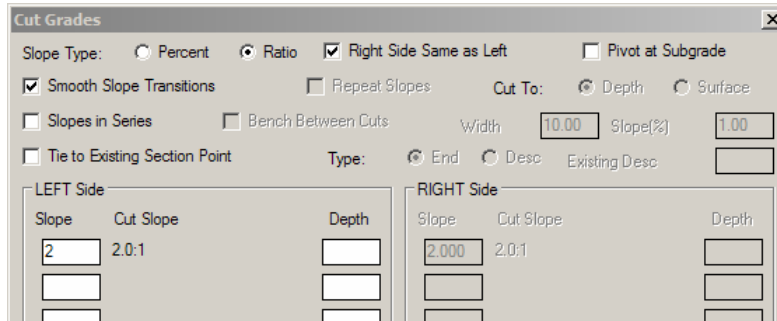 Cut Grades
Slope Type: Percent Ratio Right Side Same as Left Pivot at Subgrade
Smooth Slope Transitions Repeat Slopes Cut To: Depth Surface
Slopes in Series Bench Between Cuts Width 10.00 Slope(%) 1.00
Tie to Existing Section Point Type: End Desc Existing Desc
LEFT Side RIGHT Side
Slope Cut Slope Depth Slope Cut Slope Depth
2 2.0:1 2.000 2.0:1